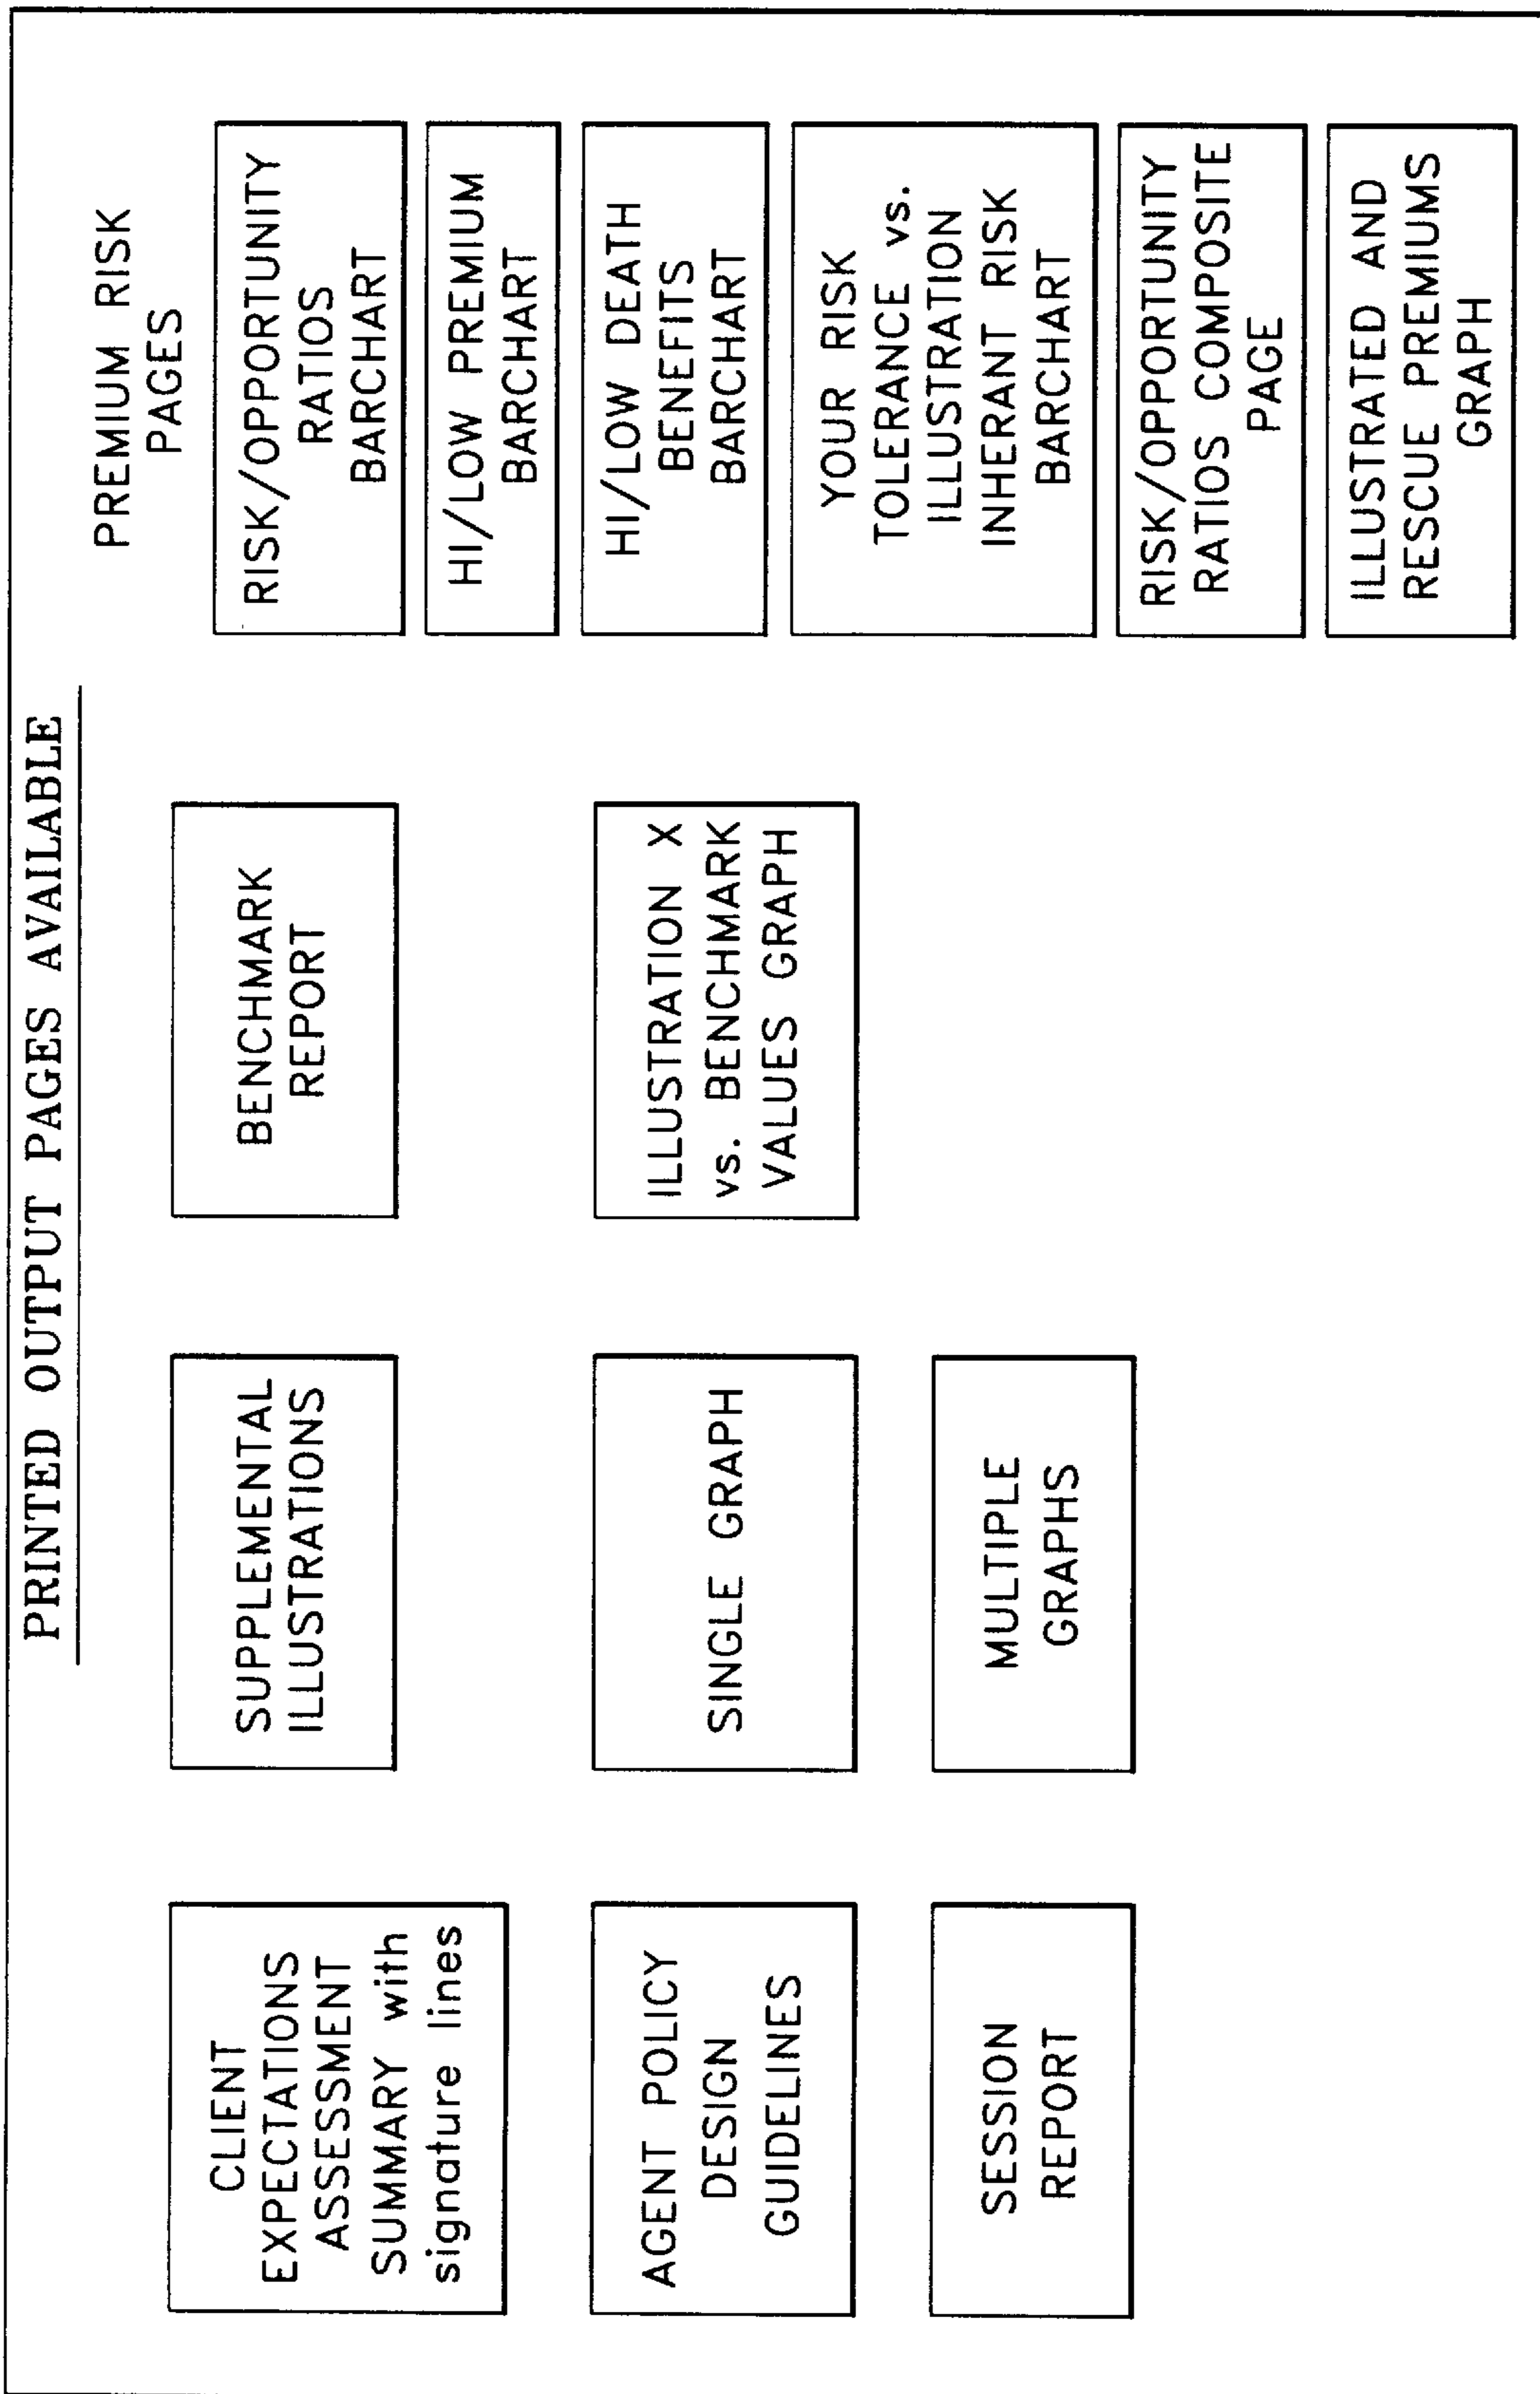 PRINTED OUTPUT PAGES AVAILABLE
CLIENT
EXPECTATIONS
ASSESSMENT
SUMMARY with
signature lines
AGENT POLICY
DESIGN
GUIDELINES
SESSION
REPORT
SUPPLEMENTAL
ILLUSTRATIONS
SINGLE GRAPH
MULTIPLE
GRAPHS
BENCHMARK
REPORT
ILLUSTRATION X
vs. BENCHMARK
VALUES GRAPH
PREMIUM RISK
PAGES
RISK/OPPORTUNITY
RATIOS
BARCHART
HI/LOW PREMIUM
BARCHART
HI/LOW DEATH
BENEFITS
BARCHART
YOUR RISK
TOLERANCE vs.
ILLUSTRATION
INHERANT RISK
BARCHART
RISK/OPPORTUNITY
RATIOS COMPOSITE
PAGE
ILLUSTRATED AND
RESCUE PREMIUMS
GRAPH